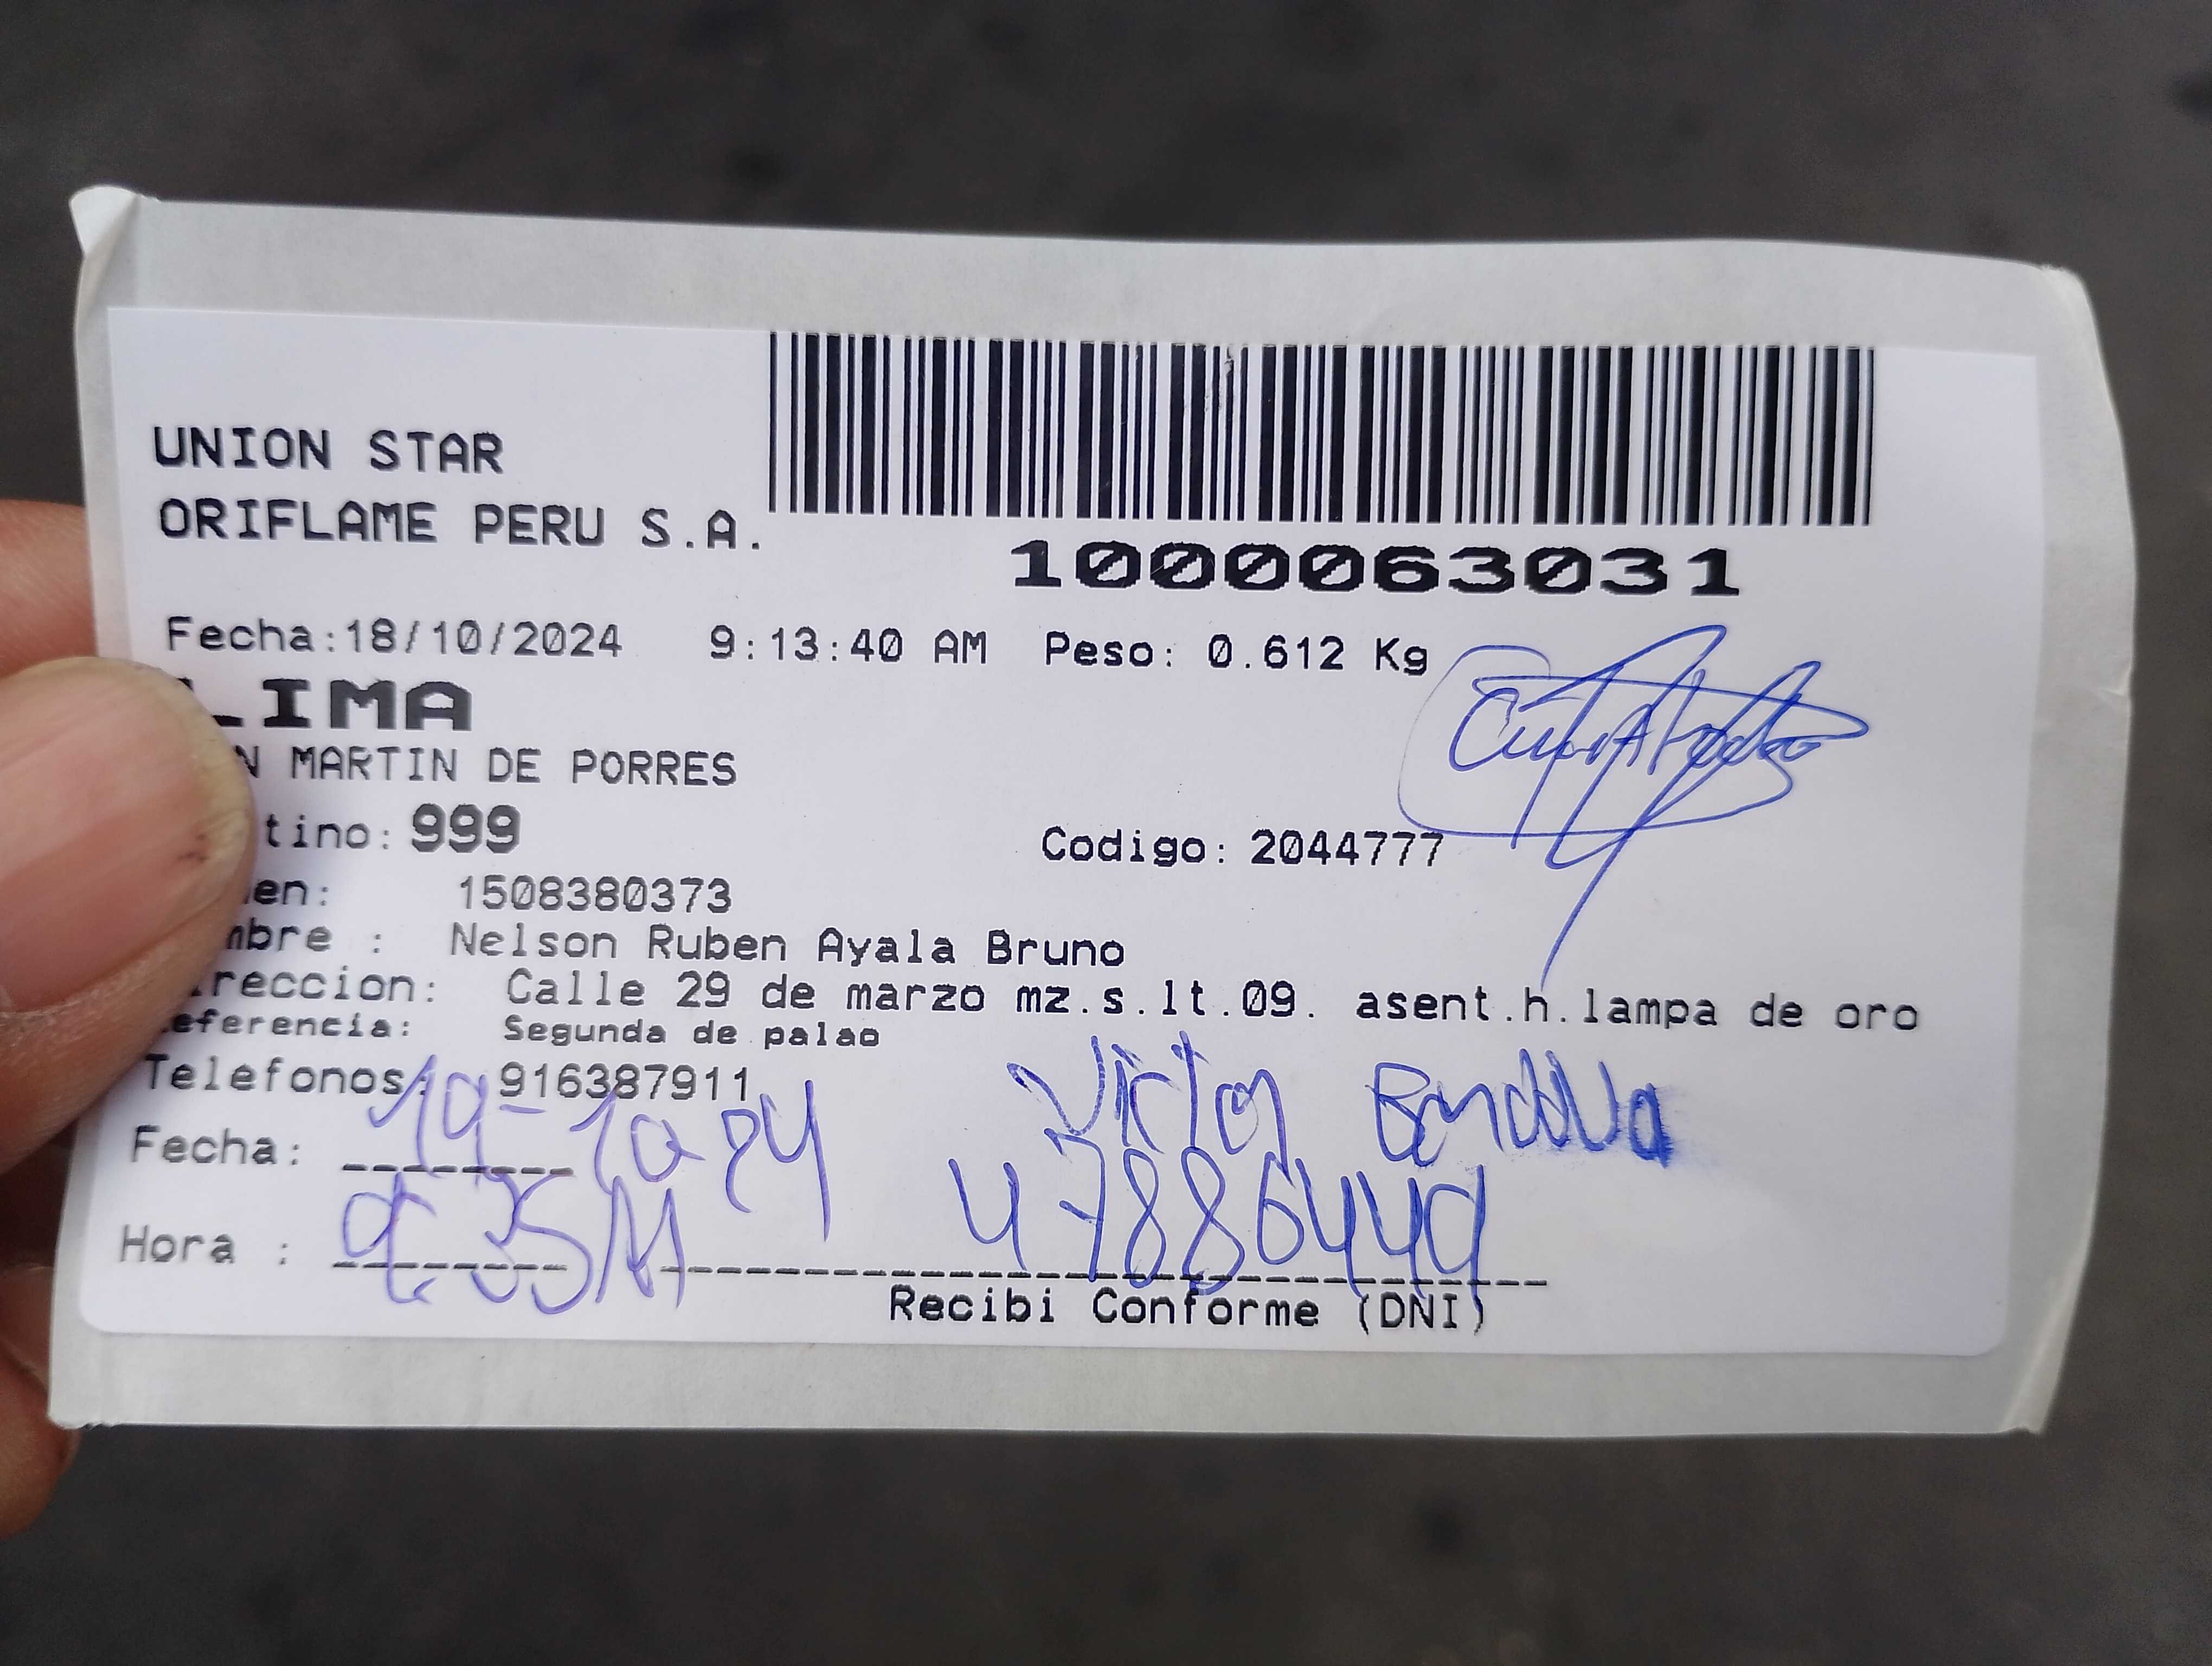 UNION STAR
ORIFLAME PERU S.A.
1000063031
Fecha:18/10/2024 9:13:40 AM Peso: 0.612 Kg
LIMA
N MARTIN DE PORRES
tino: 999 Codigo: 2044777
en: 1508380373
mbre : Nelson Ruben Ayala Bruno
ireccion: Calle 29 de marzo mz.s.lt.09. asent.h.lampa de oro
eferencia: Segunda de palao
Telefonos: 916387911
Victor
Fecha: 19-10-24
47886449
Hora :
Recibi Conforme (DNI)